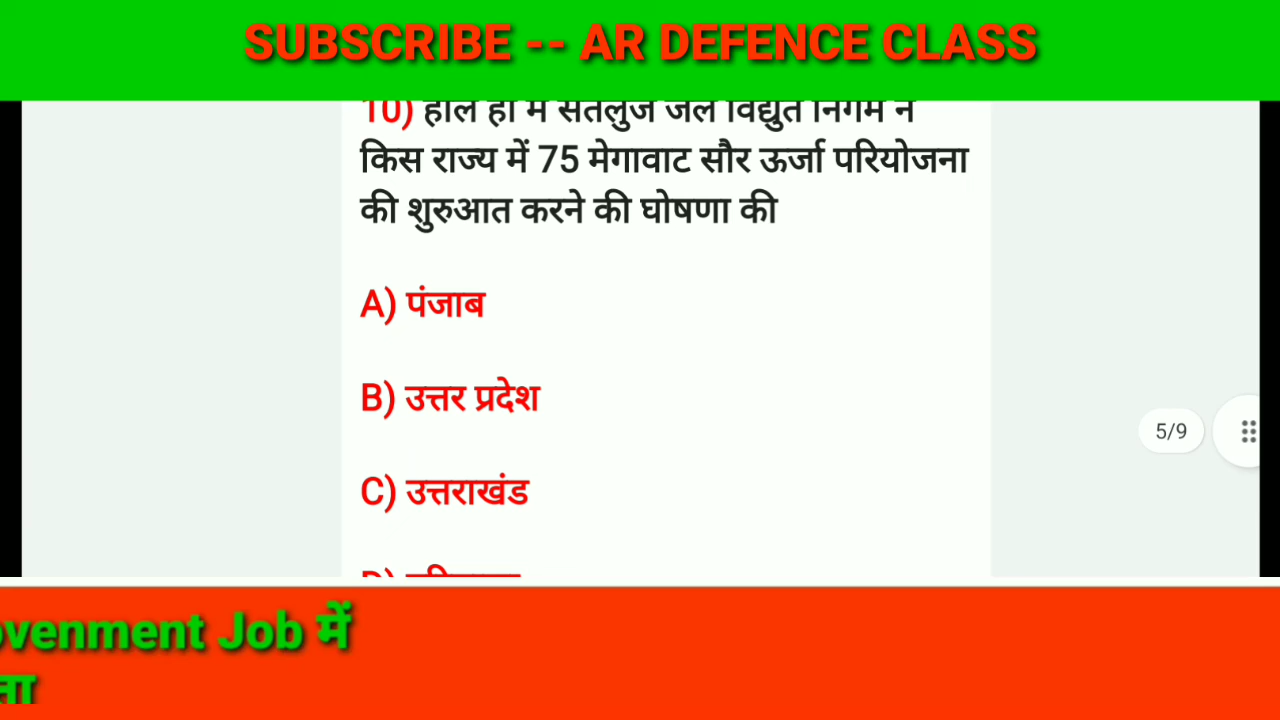 SUBSCRIBE -- AR DEFENCE CLASS
10) हाल ही में सतलुज जल विद्युत निगम ने
किस राज्य में 75 मेगावाट सौर ऊर्जा परियोजना
की शुरुआत करने की घोषणा की
A) पंजाब
B) उत्तर प्रदेश
5/9
C) उत्तराखंड
D)
ovenment Job में